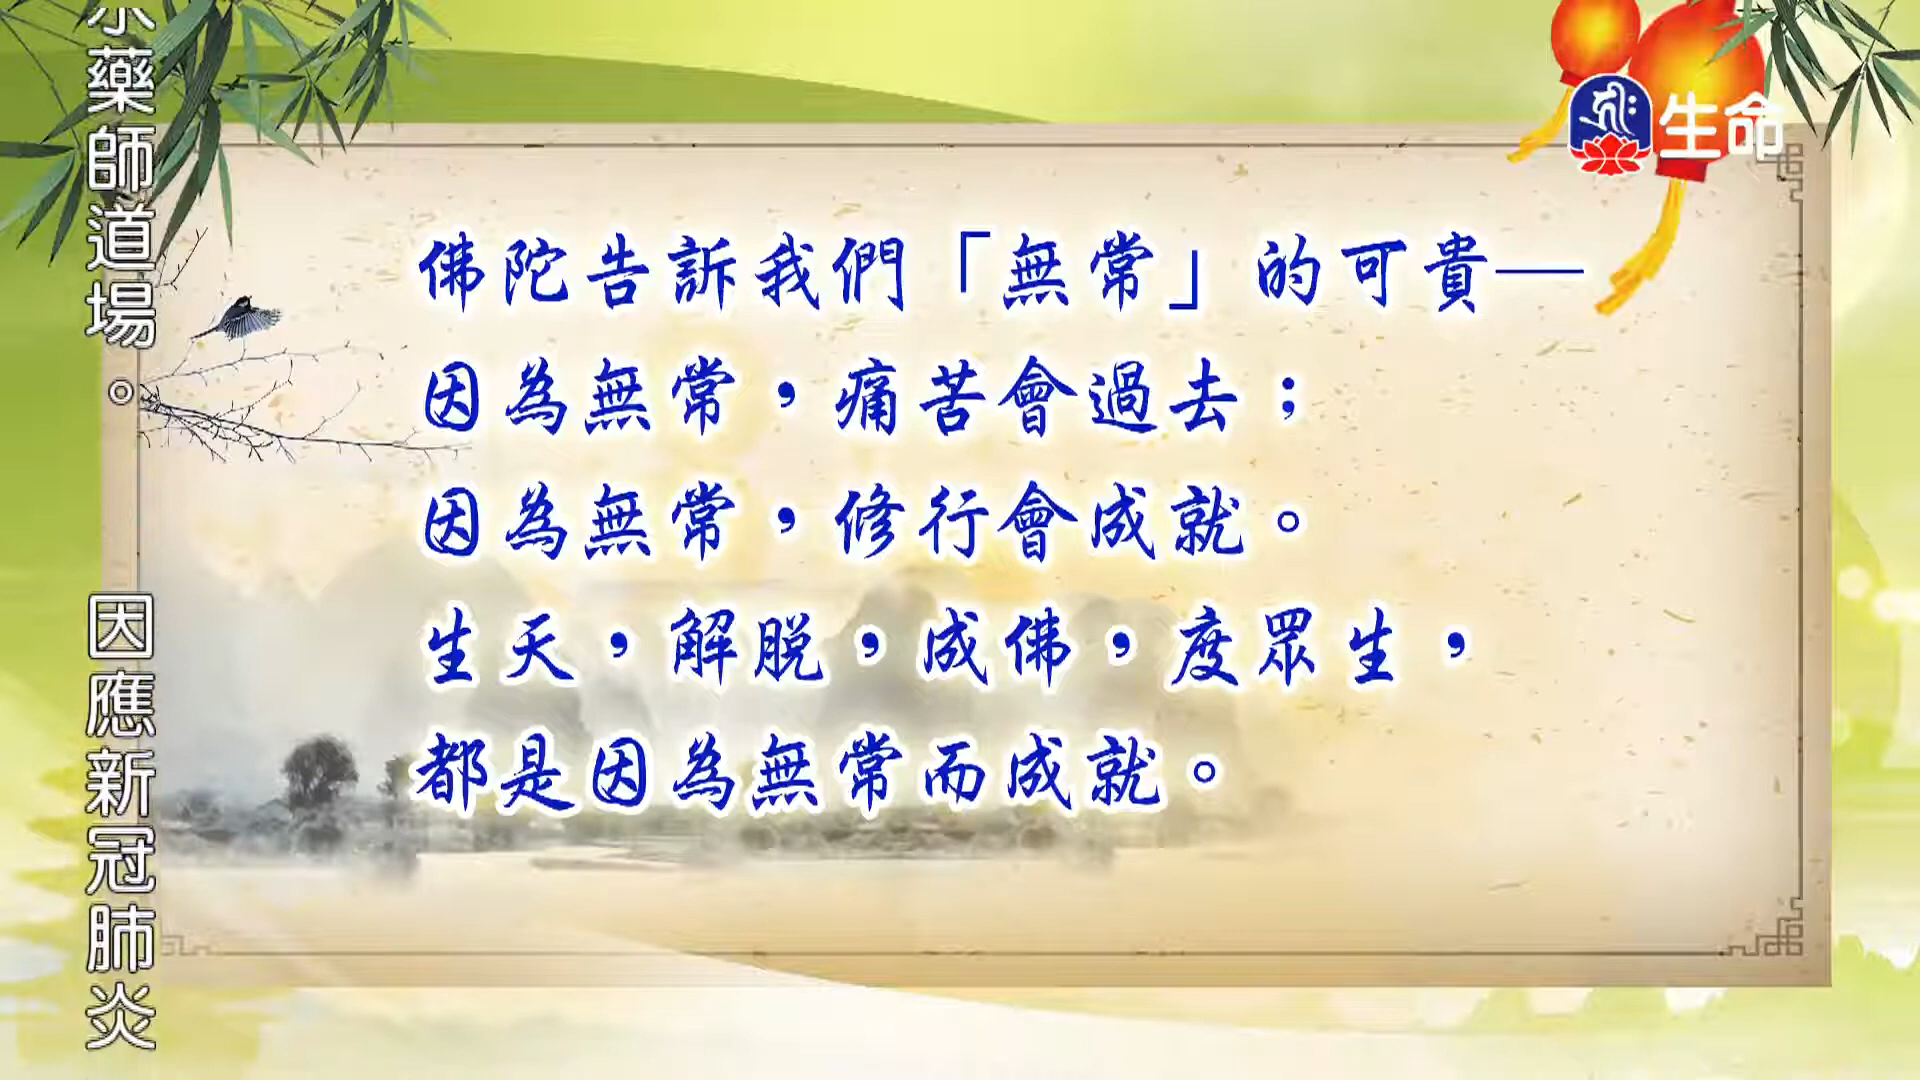 佛陀告訴我們「無常」的可貴—
因為無常，痛苦會過去；
因為無常，修行會成就。
生天，解脱，成佛，度眾生，
都是因為無常而成就。
生命
藥師道場。 因應新冠肺炎